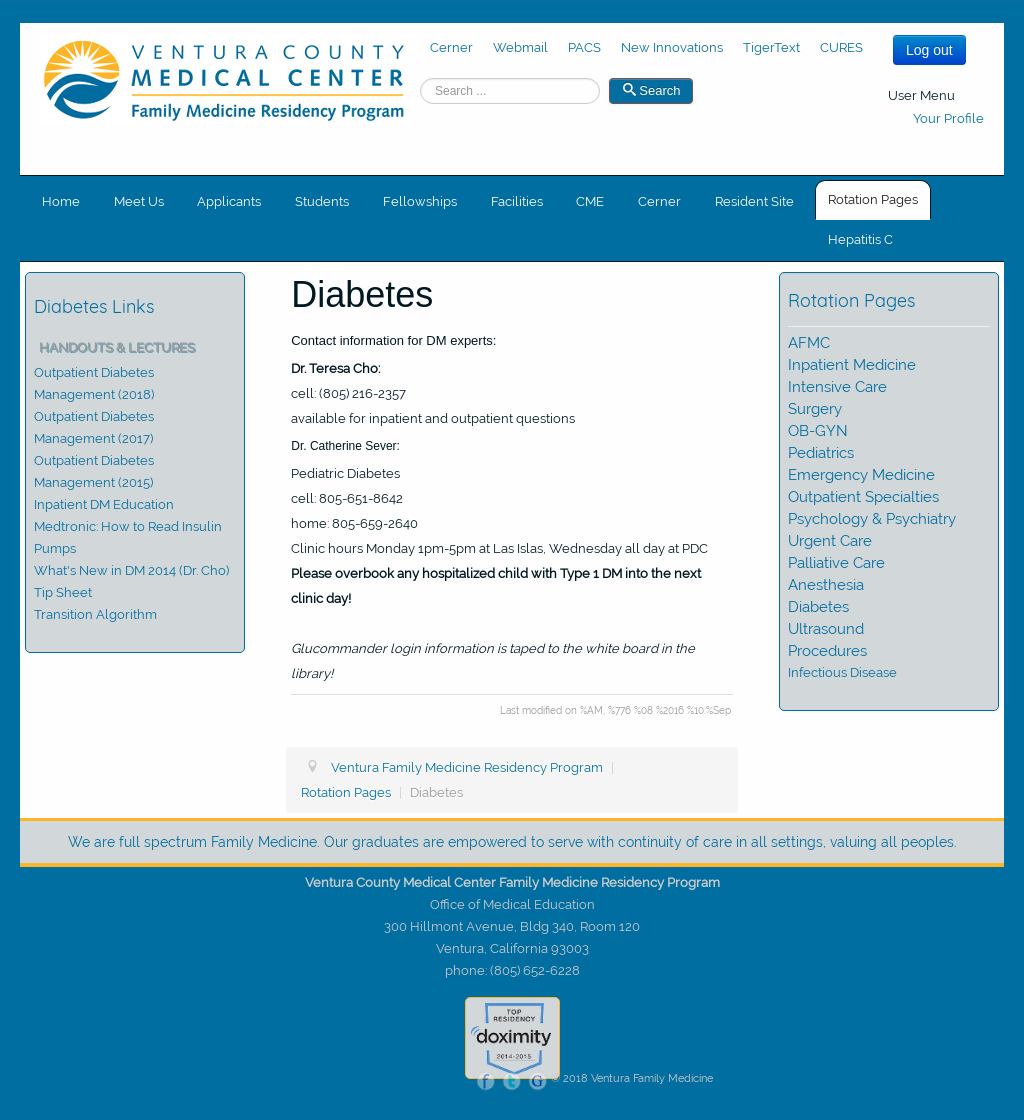 VENTURA COUNTY
MEDICAL CENTER
Family Medicine Residency Program
Cerner Webmail PACS New Innovations TigerText CURES
Log out
Search ...
Search
User Menu
Your Profile
Home Meet Us Applicants Students Fellowships Facilities CME Cerner Resident Site Rotation Pages
Hepatitis C
Diabetes Links
HANDOUTS & LECTURES
Outpatient Diabetes
Management (2018)
Outpatient Diabetes
Management (2017)
Outpatient Diabetes
Management (2015)
Inpatient DM Education
Medtronic: How to Read Insulin
Pumps
What's New in DM 2014 (Dr. Cho)
Tip Sheet
Transition Algorithm
Diabetes
Contact information for DM experts:
Dr. Teresa Cho:
cell: (805) 216-2357
available for inpatient and outpatient questions
Dr. Catherine Sever:
Pediatric Diabetes
cell: 805-651-8642
home: 805-659-2640
Clinic hours Monday 1pm-5pm at Las Islas, Wednesday all day at PDC
Please overbook any hospitalized child with Type 1 DM into the next
clinic day!
Glucommander login information is taped to the white board in the
library!
Last modified on %AM, %776 %08 %2016 %10:%Sep
Ventura Family Medicine Residency Program |
Rotation Pages | Diabetes
Rotation Pages
AFMC
Inpatient Medicine
Intensive Care
Surgery
OB-GYN
Pediatrics
Emergency Medicine
Outpatient Specialties
Psychology & Psychiatry
Urgent Care
Palliative Care
Anesthesia
Diabetes
Ultrasound
Procedures
Infectious Disease
We are full spectrum Family Medicine. Our graduates are empowered to serve with continuity of care in all settings, valuing all peoples.
Ventura County Medical Center Family Medicine Residency Program
Office of Medical Education
300 Hillmont Avenue, Bldg 340, Room 120
Ventura, California 93003
phone: (805) 652-6228
TOP
RESIDENCY
doximity
2014-2015
f t G © 2018 Ventura Family Medicine